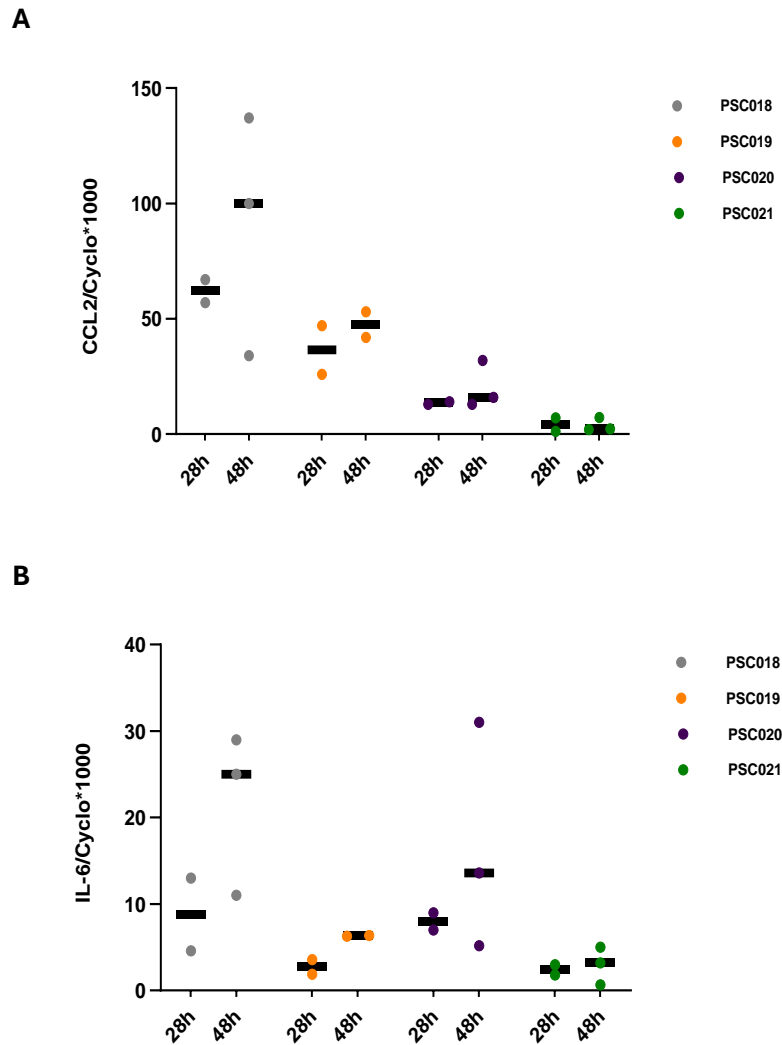 A
CCL2/Cyclo*1000
150
100
50
0
28h 48h 28h 48h 28h 48h 28h 48h
PSC018
PSC019
PSC020
PSC021
B
IL-6/Cyclo*1000
40
30
20
10
0
28h 48h 28h 48h 28h 48h 28h 48h
PSC018
PSC019
PSC020
PSC021